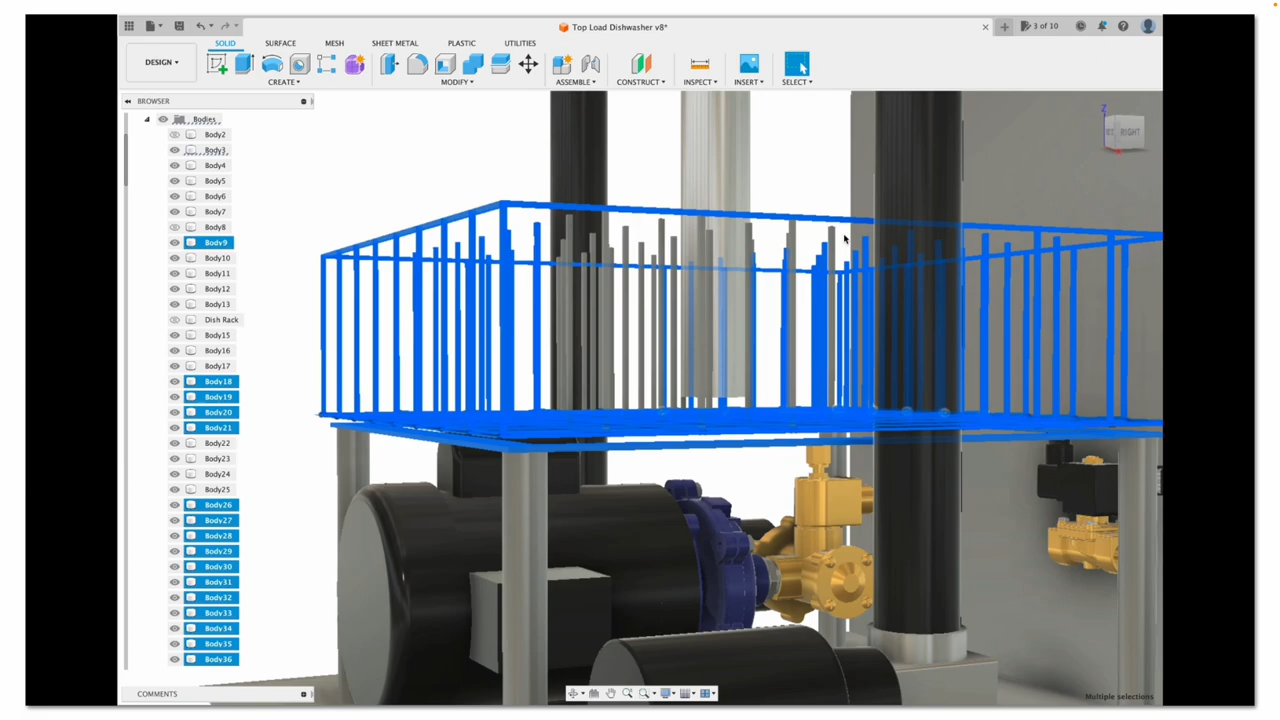 Top Load Dishwasher v8*
3 of 10
DESIGN
SOLID
SURFACE
MESH
SHEET METAL
PLASTIC
UTILITIES
CREATE
MODIFY
ASSEMBLE
CONSTRUCT
INSPECT
INSERT
SELECT
BROWSER
Bodies
Body2
Body3
Body4
Body5
Body6
Body7
Body8
Body9
Body10
Body11
Body12
Body13
Dish Rack
Body15
Body16
Body17
Body18
Body19
Body20
Body21
Body22
Body23
Body24
Body25
Body26
Body27
Body28
Body29
Body30
Body31
Body32
Body33
Body34
Body35
Body36
COMMENTS
Z
RIGHT
Multiple selections